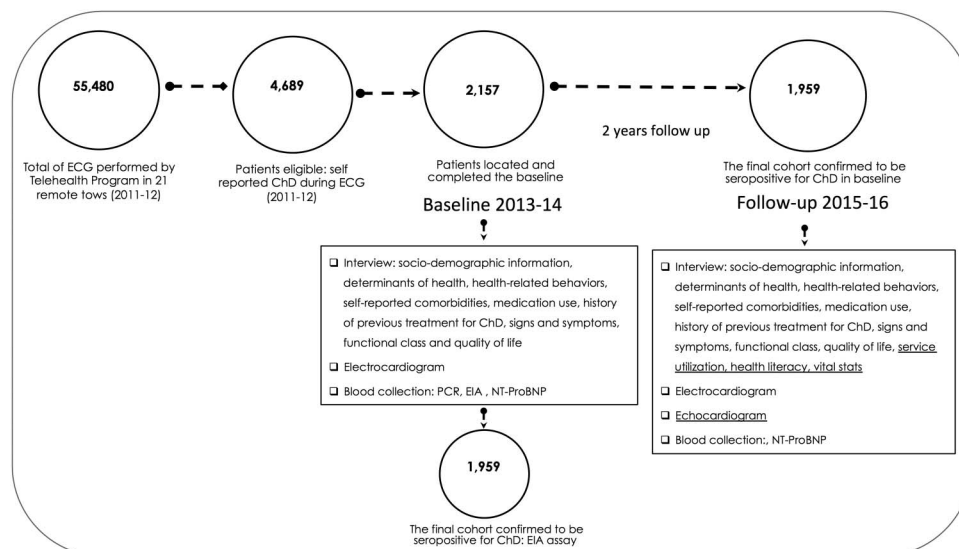 55,480
Total of ECG performed by
Telehealth Program in 21
remote tows (2011-12)
4,689
Patients eligible: self
reported ChD during ECG
(2011-12)
2,157
Patients located and
completed the baseline
Baseline 2013-14
2 years follow up
1,959
The final cohort confirmed to be
seropositive for ChD in baseline
Follow-up 2015-16
Interview: socio-demographic information,
determinants of health, health-related behaviors,
self-reported comorbidities, medication use, history
of previous treatment for ChD, signs and symptoms,
functional class and quality of life
Electrocardiogram
Blood collection: PCR, EIA , NT-ProBNP
1,959
The final cohort confirmed to be
seropositive for ChD: EIA assay
Interview: socio-demographic information,
determinants of health, health-related behaviors,
self-reported comorbidities, medication use,
history of previous treatment for ChD, signs and
symptoms, functional class, quality of life, service
utilization, health literacy, vital stats
Electrocardiogram
Echocardiogram
Blood collection:, NT-ProBNP